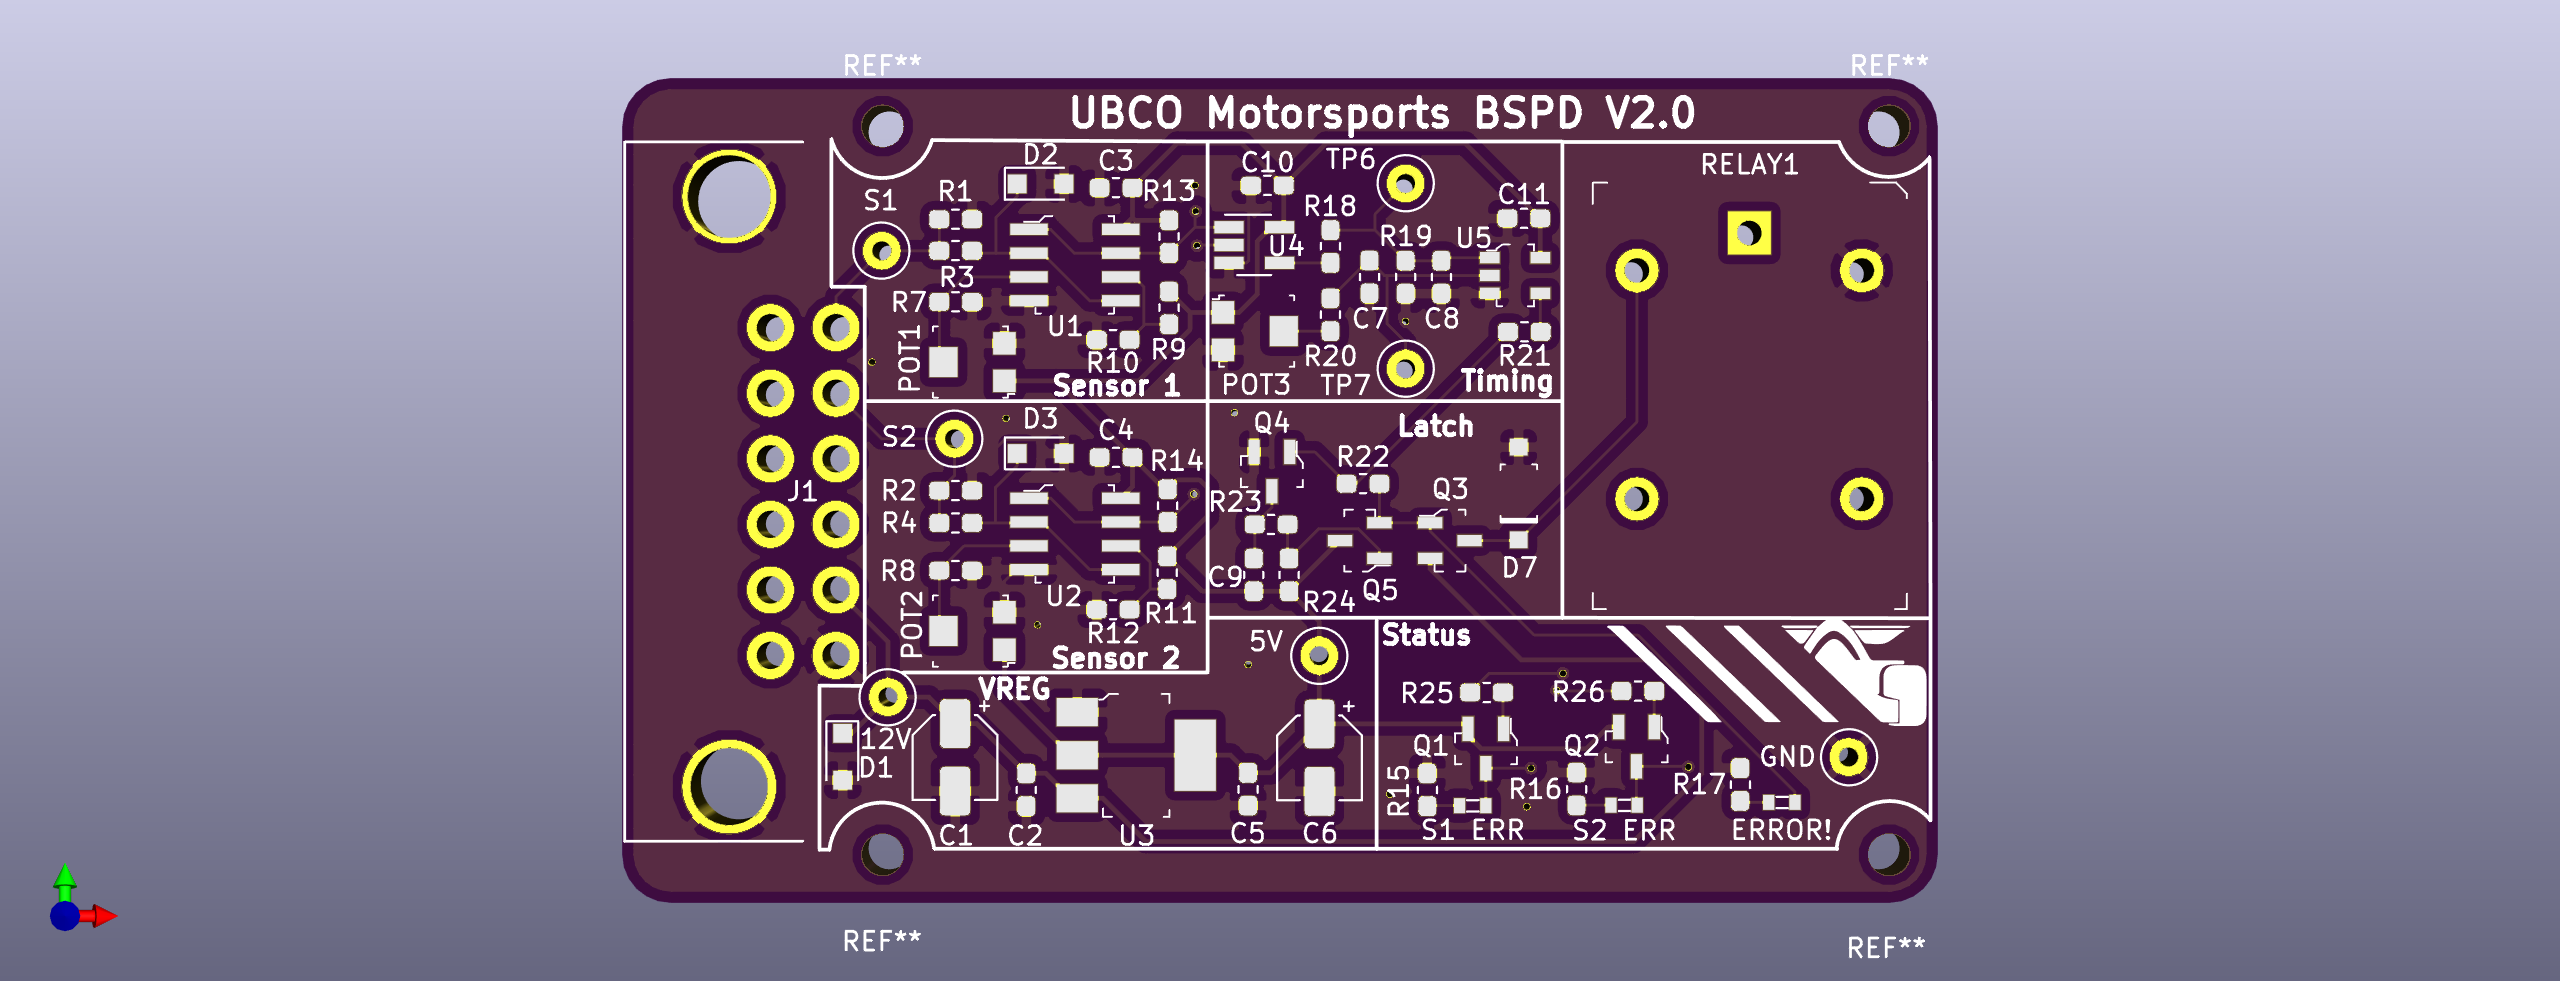 REF** REF**
UBCO Motorsports BSPD V2.0
D2 C3 C10 TP6 RELAY1
S1 R1 R13 R18 C11
U4 R19 U5
R3
R7 U1 C7 C8
POT1 R10 R9 R20 R21
Sensor 1 POT3 TP7 Timing
S2 D3 C4 Q4 Latch
R14 R22
J1 R2 R23 Q3
R4
R8 C9 D7
POT2 U2 R11 R24 Q5
R12 5V Status
Sensor 2
VREG + + R25 R26
12V Q1 Q2 GND
D1 R15 R16 R17
C1 C2 U3 C5 C6 S1 ERR S2 ERR ERROR!
REF** REF**